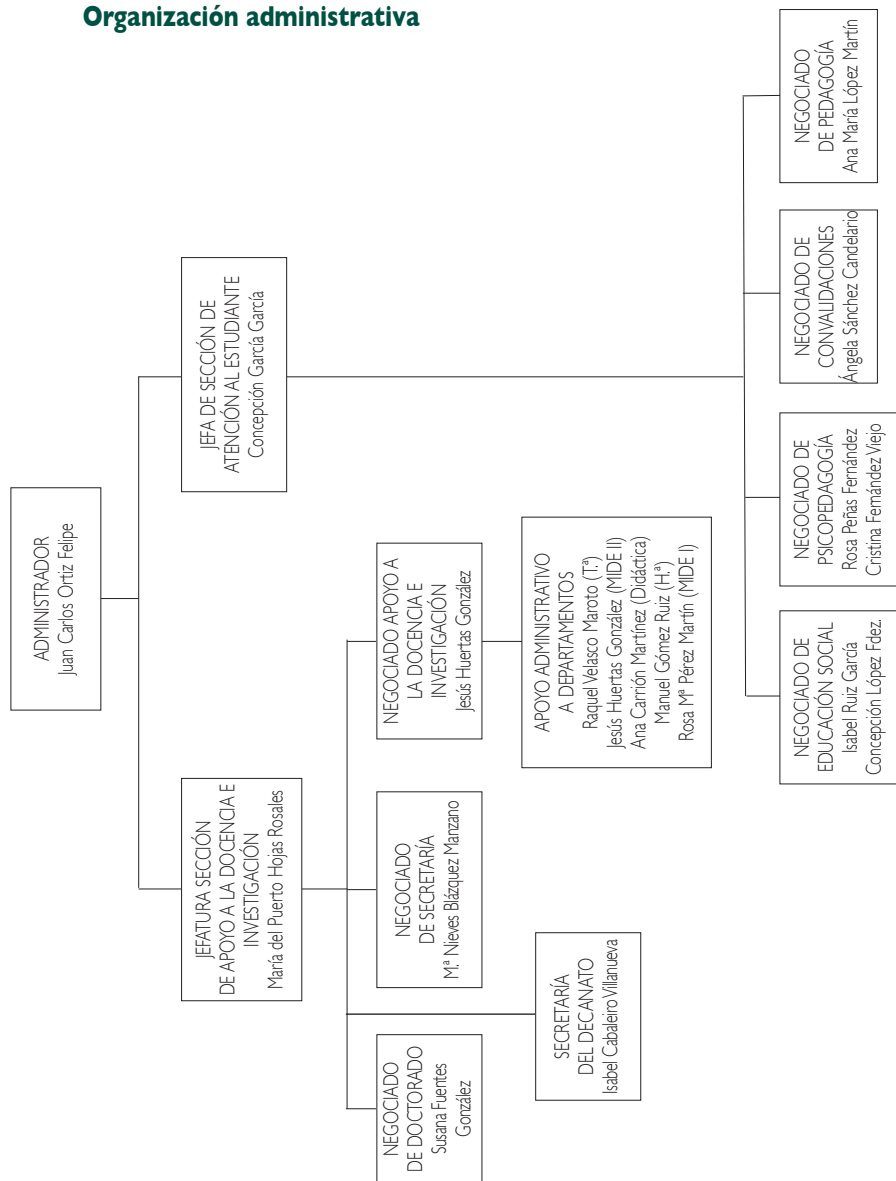 Organización administrativa
ADMINISTRADOR
Juan Carlos Ortiz Felipe
JEFATURA SECCIÓN
DE APOYO A LA DOCENCIA E
INVESTIGACIÓN
María del Puerto Hojas Rosales
JEFA DE SECCIÓN DE
ATENCIÓN AL ESTUDIANTE
Concepción García García
NEGOCIADO
DE DOCTORADO
Susana Fuentes
González
NEGOCIADO
DE SECRETARÍA
M.ª Nieves Blázquez Manzano
NEGOCIADO APOYO A
LA DOCENCIA E
INVESTIGACIÓN
Jesús Huertas González
SECRETARÍA
DEL DECANATO
Isabel Cabaleiro Villanueva
APOYO ADMINISTRATIVO
A DEPARTAMENTOS
Raquel Velasco Maroto (T.ª)
Jesús Huertas González (MIDE II)
Ana Carrión Martínez (Didáctica)
Manuel Gómez Ruiz (H.ª)
Rosa Mª Pérez Martín (MIDE I)
NEGOCIADO DE
EDUCACIÓN SOCIAL
Isabel Ruiz García
Concepción López Fdez.
NEGOCIADO DE
PSICOPEDAGOGÍA
Rosa Peñas Fernández
Cristina Fernández Viejo
NEGOCIADO DE
CONVALIDACIONES
Ángela Sánchez Candelario
NEGOCIADO
DE PEDAGOGÍA
Ana María López Martín